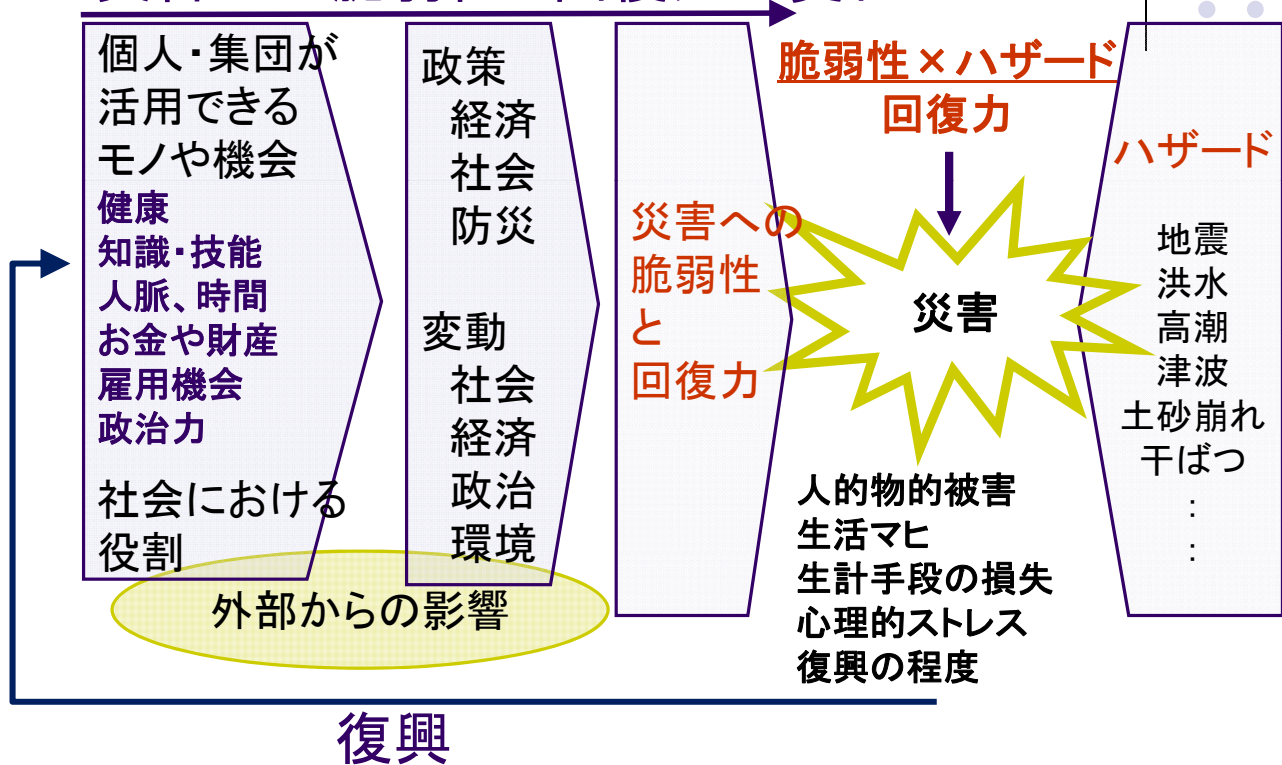 個人・集団が
活用できる
モノや機会
健康
知識・技能
人脈、時間
お金や財産
雇用機会
政治力
社会における
役割
政策
経済
社会
防災
変動
社会
経済
政治
環境
外部からの影響
災害への
脆弱性
と
回復力
脆弱性×ハザード
回復力
災害
人的物的被害
生活マヒ
生計手段の損失
心理的ストレス
復興の程度
ハザード
地震
洪水
高潮
津波
土砂崩れ
干ばつ
:
:
復興